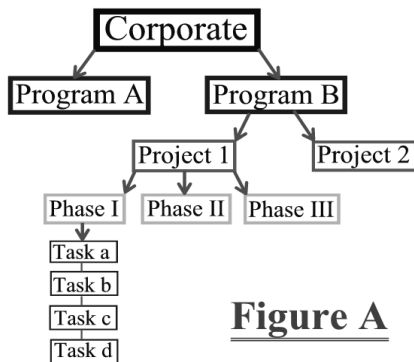 Corporate
Program A
Program B
Project 1
Project 2
Phase I
Phase II
Phase III
Task a
Task b
Task c
Task d
Figure A